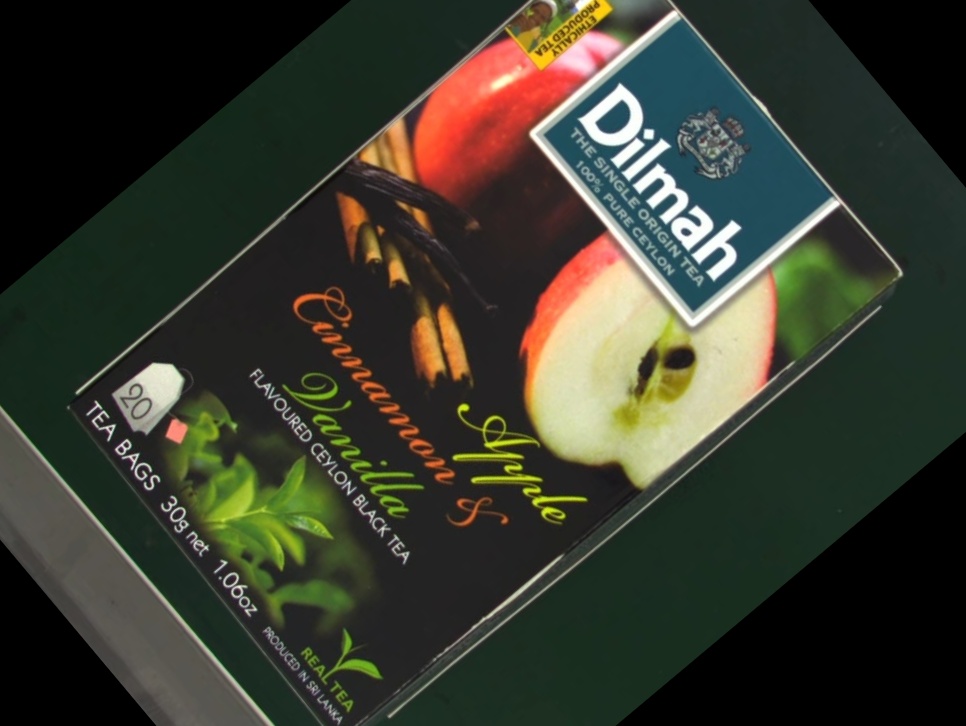 ETHICALLY
PRODUCED TEA
Dilmah
THE SINGLE ORIGIN TEA
100% PURE CEYLON
Apple
Cinnamon &
Vanilla
FLAVOURED CEYLON BLACK TEA
20
TEA BAGS 30g net 1.06oz
REAL TEA
PRODUCED IN SRI LANKA